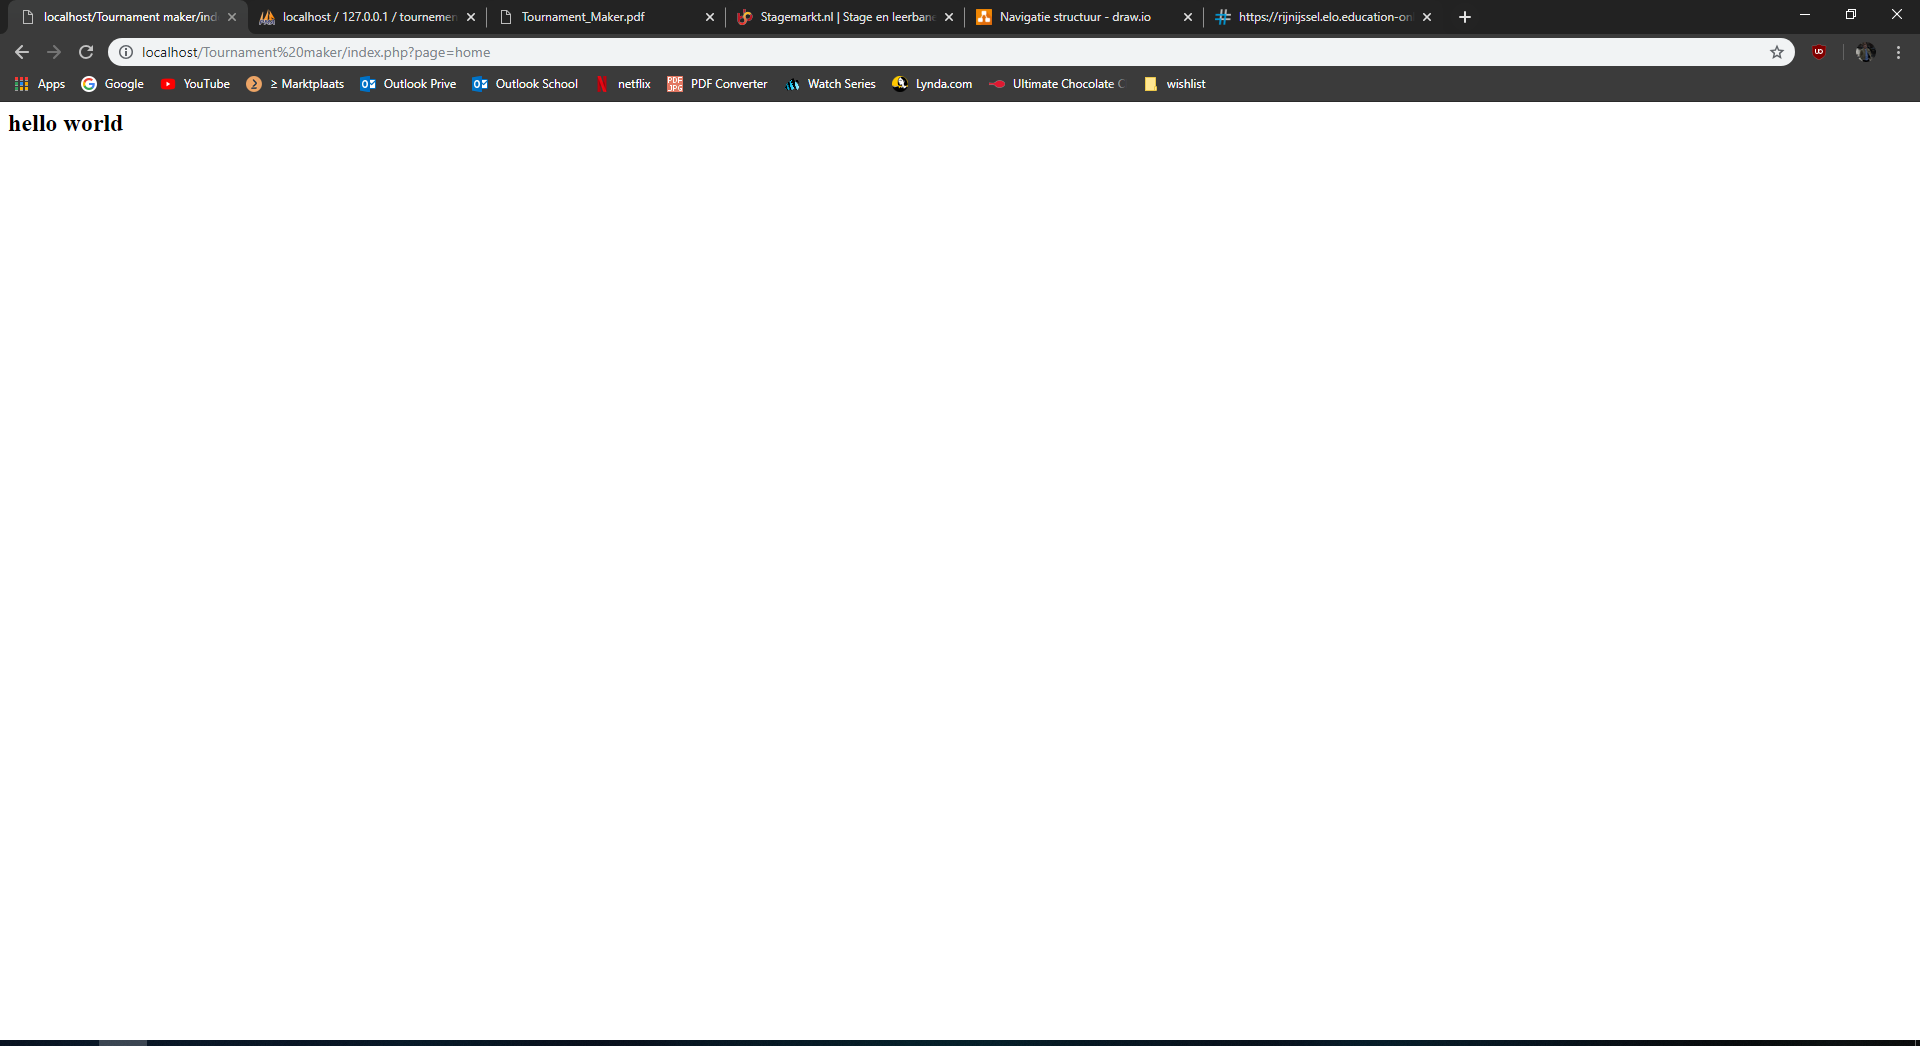 localhost/Tournament maker/ind
localhost / 127.0.0.1 / tournemen
Tournament_Maker.pdf
Stagemarkt.nl | Stage en leerbane
Navigatie structuur - draw.io
https://rijnijssel.elo.education-on
localhost/Tournament%20maker/index.php?page=home
Apps
Google
YouTube
≥ Marktplaats
Outlook Prive
Outlook School
netflix
PDF Converter
Watch Series
Lynda.com
Ultimate Chocolate C
wishlist
hello world